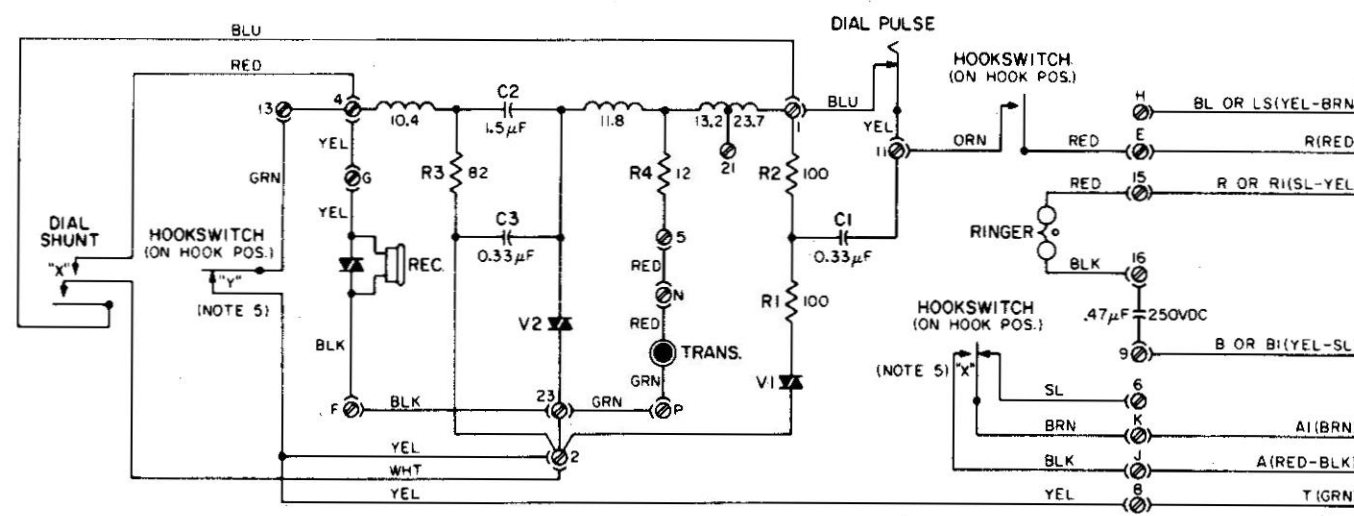 BLU
RED
DIAL PULSE
HOOKSWITCH
(ON HOOK POS.)
H
BL OR LS(YEL-BRN
13
4
C2
1.5µF
10.4
11.8
13.2
23.7
1
BLU
YEL
11
ORN
RED
E
R(RED
YEL
21
GRN
G
R3
82
R4
12
R2
100
RED
15
R OR R1(SL-YEL
YEL
C3
0.33µF
C1
0.33µF
RINGER
DIAL
SHUNT
HOOKSWITCH
(ON HOOK POS.)
5
REC.
RED
BLK
16
"X"
"Y"
(NOTE 5)
N
R1
100
HOOKSWITCH
(ON HOOK POS.)
.47µF
250VDC
V2
RED
TRANS.
BLK
9
B OR B1(YEL-SL
(NOTE 5)
"X"
GRN
V1
SL
6
F
BLK
23
GRN
P
BRN
K
A1(BRN)
YEL
2
BLK
J
A(RED-BLK)
WHT
YEL
YEL
8
T(GRN)